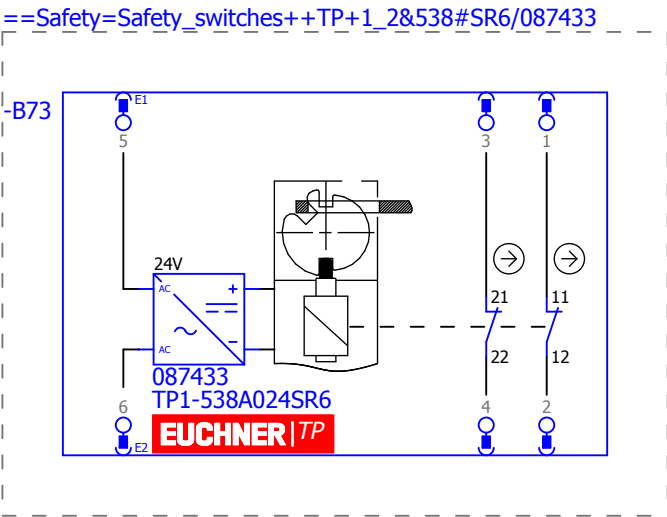 ==Safety=Safety_switches++TP+1_2&538#SR6/087433
-B73
E1
5 3 1
24V
AC +
21 11
AC −
22 12
087433
TP1-538A024SR6
6 4 2
EUCHNER|TP
E2